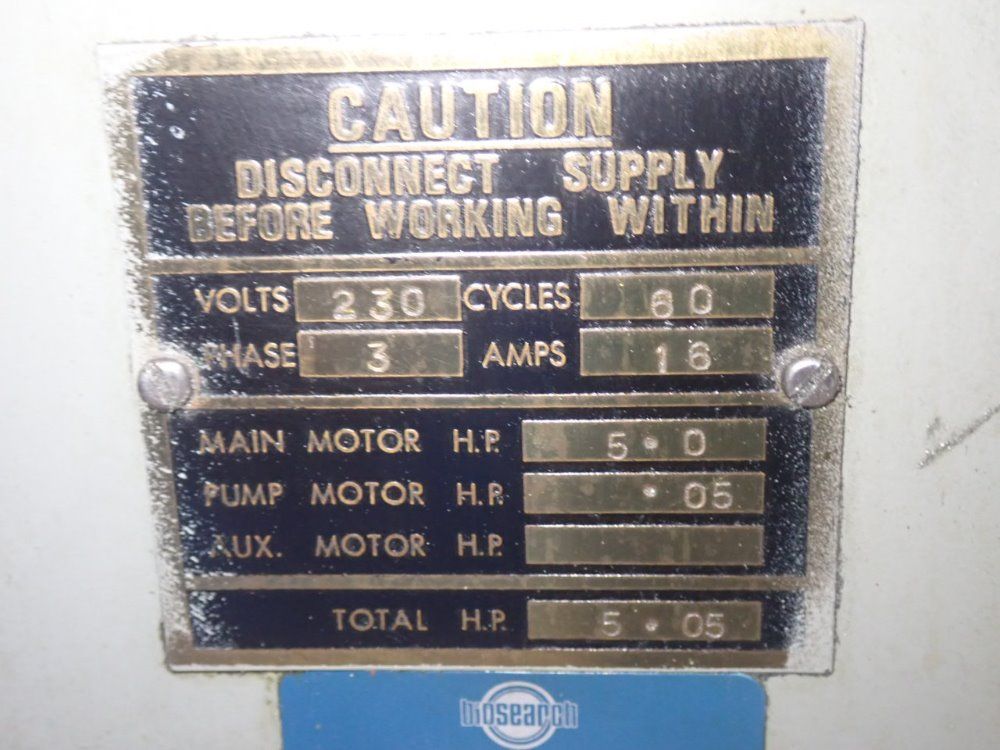 CAUTION
DISCONNECT SUPPLY
BEFORE WORKING WITHIN
VOLTS 230 CYCLES 60
PHASE 3 AMPS 16
MAIN MOTOR H.P. 5.0
PUMP MOTOR H.P. .05
AUX. MOTOR H.P.
TOTAL H.P. 5.05
biosearch